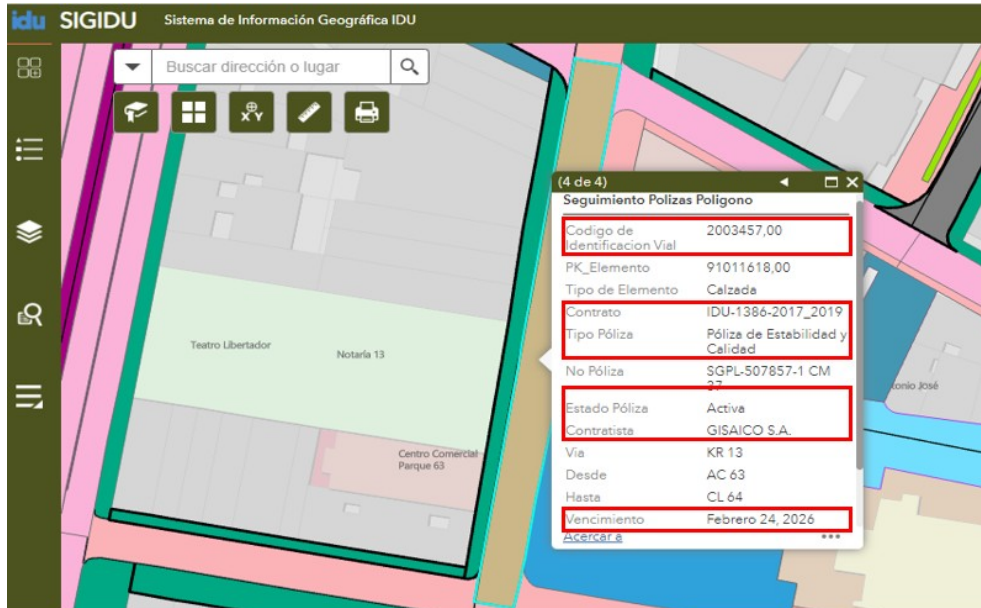 idu SIGIDU Sistema de Información Geográfica IDU
Buscar dirección o lugar
X Y
(4 de 4)
Seguimiento Polizas Poligono
Codigo de 2003457,00
Identificacion Vial
PK_Elemento 91011618,00
Tipo de Elemento Calzada
Contrato IDU-1386-2017_2019
Tipo Póliza Póliza de Estabilidad y
Calidad
No Póliza SGPL-507857-1 CM
37
Estado Póliza Activa
Contratista GISAICO S.A.
Via KR 13
Desde AC 63
Hasta CL 64
Vencimiento Febrero 24, 2026
Acercar a
Teatro Libertador
Notaría 13
Centro Comercial
Parque 63
onio José